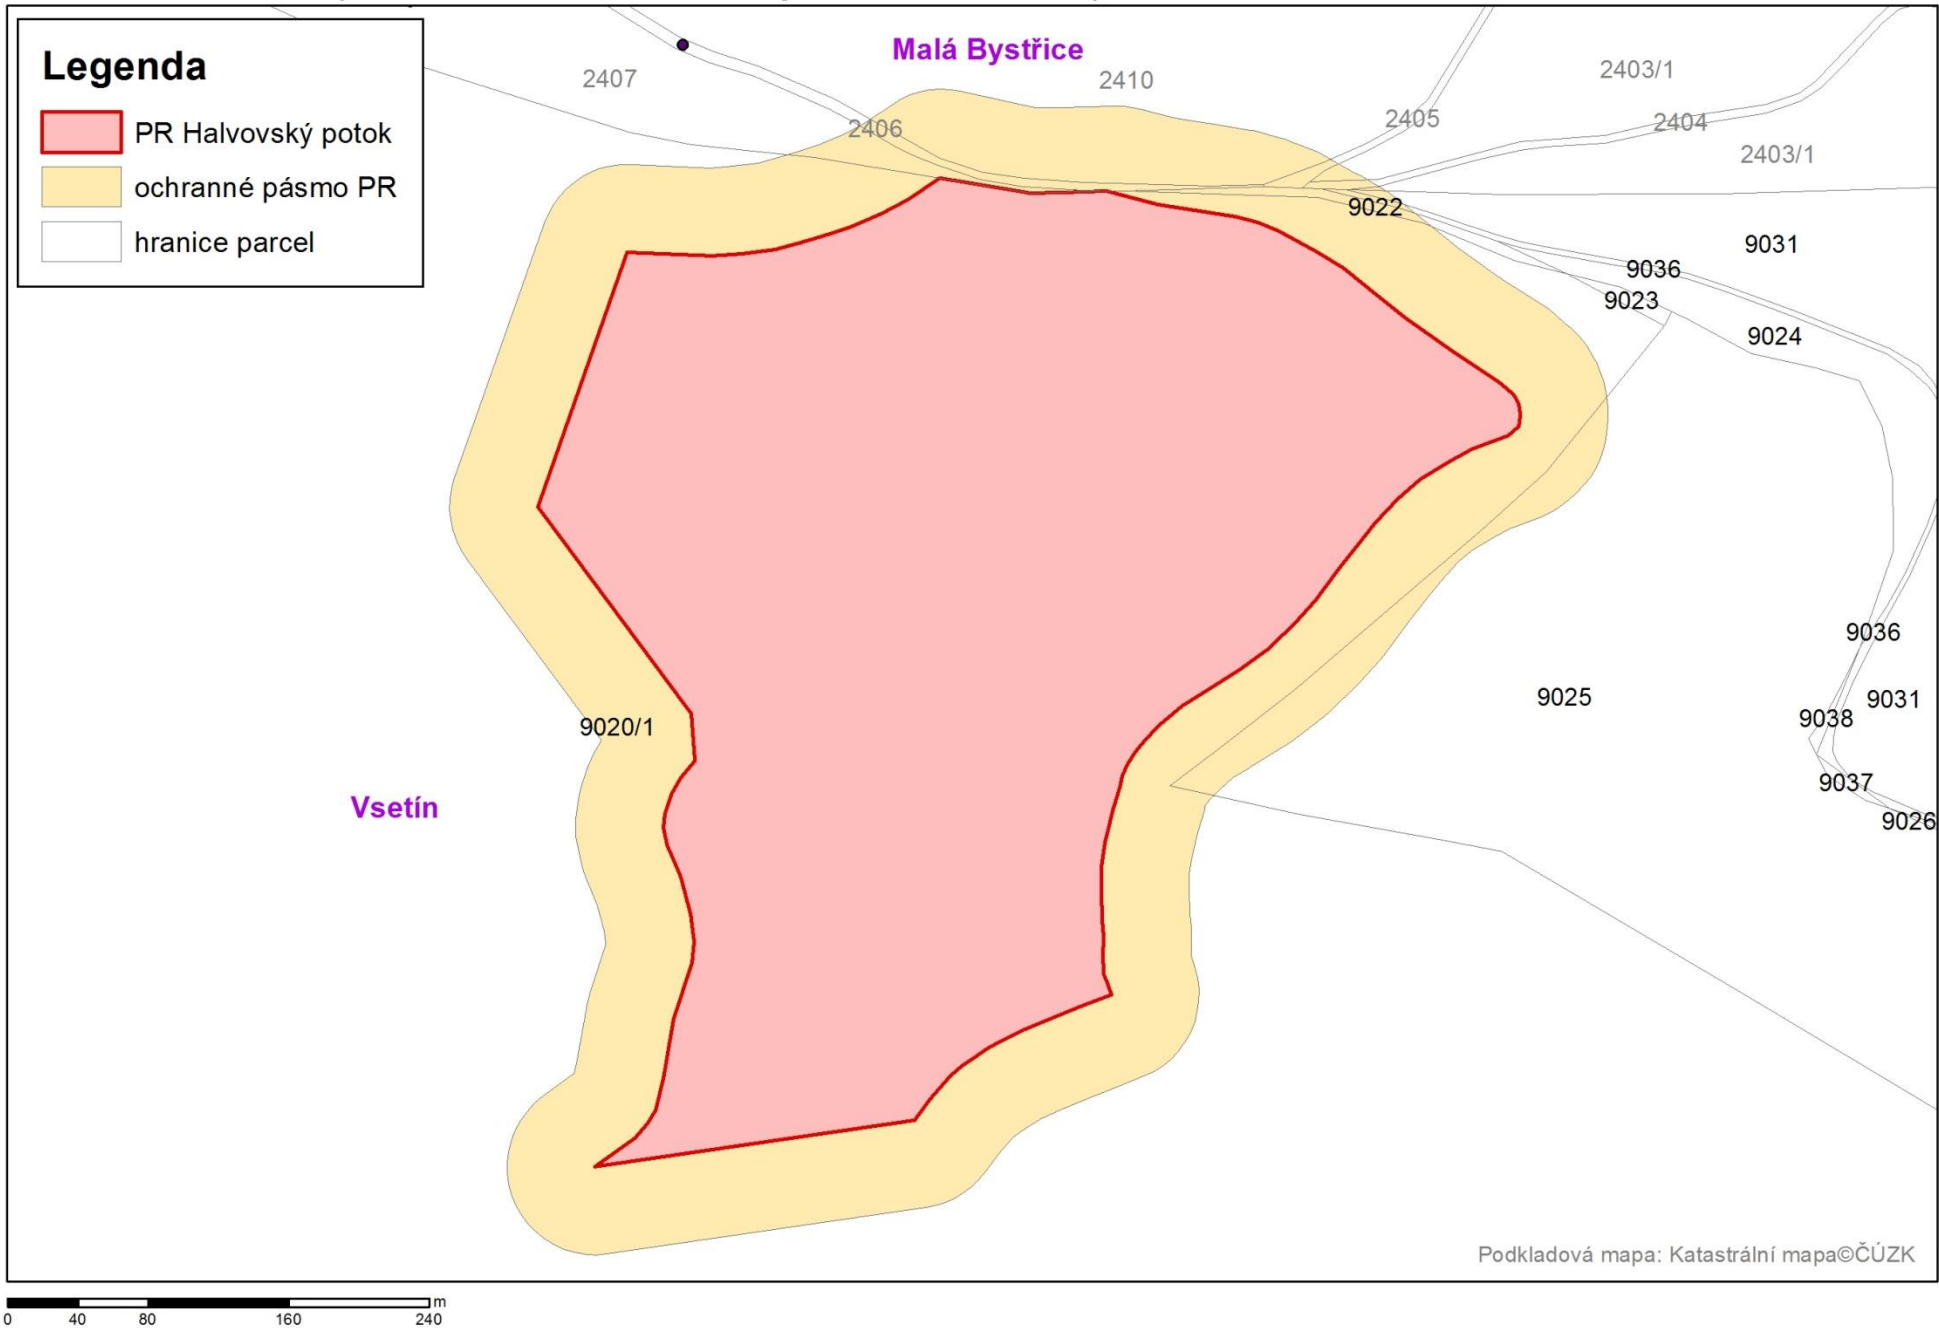 Legenda
PR Halvovský potok
ochranné pásmo PR
hranice parcel
Malá Bystřice
2407
2410
2403/1
2406
2405
2404
2403/1
9022
9031
9036
9023
9024
9036
9025
9031
9038
9020/1
9037
Vsetín
9026
Podkladová mapa: Katastrální mapa©ČÚZK
m
0 40 80 160 240